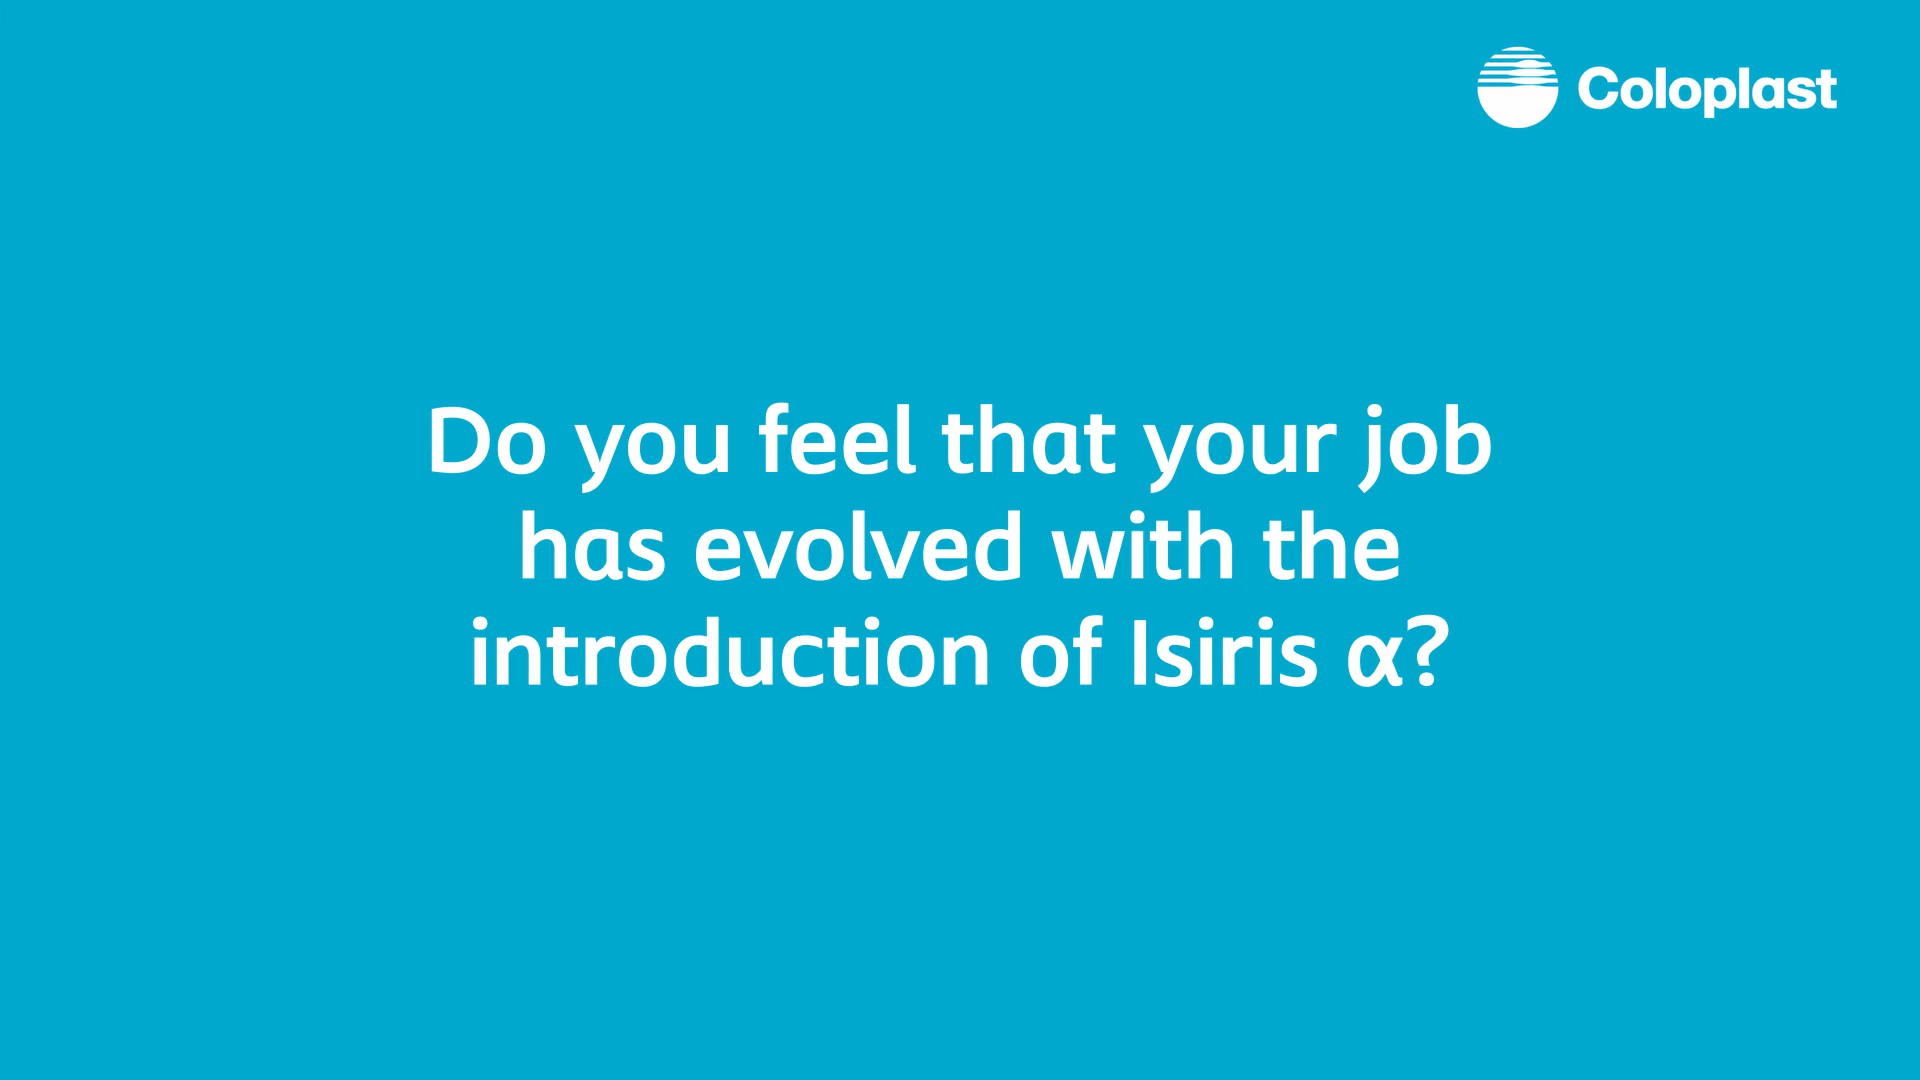 Coloplast
Do you feel that your job
has evolved with the
introduction of Isiris α?